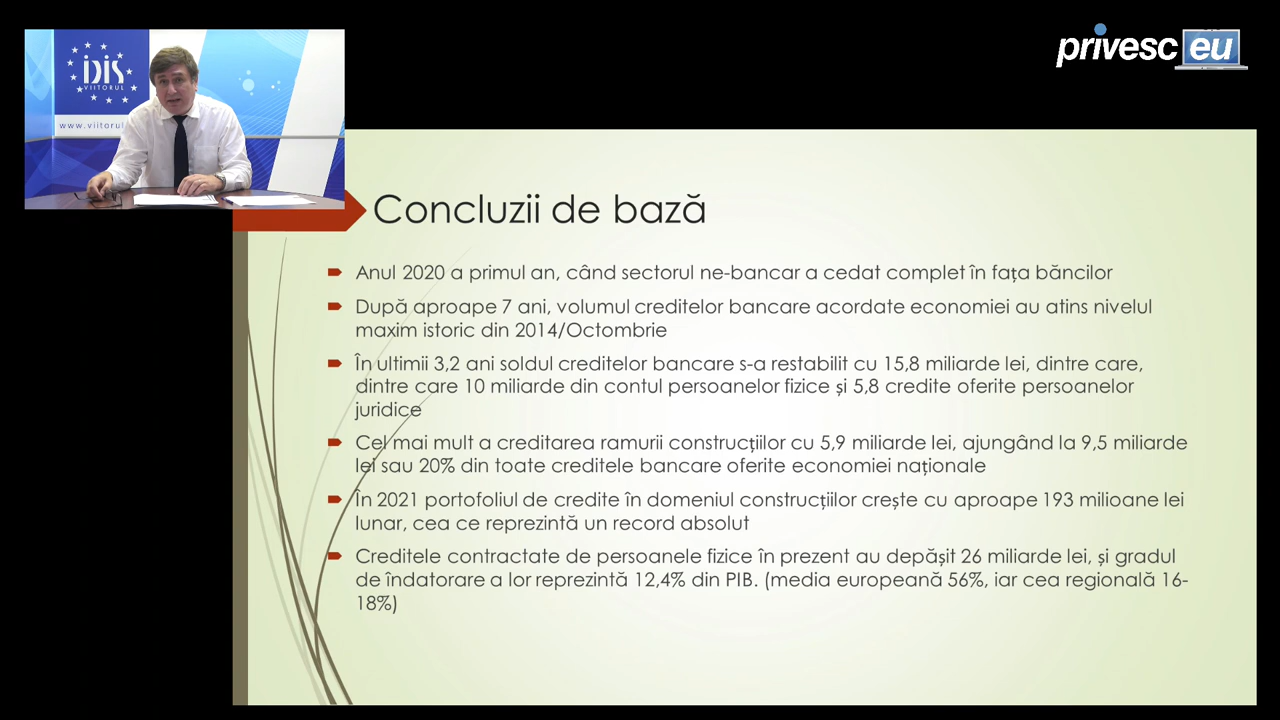 IDIS
VIITORUL
www.viitorul
privesc eu
Concluzii de bază
Anul 2020 a primul an, când sectorul ne-bancar a cedat complet în fața băncilor
După aproape 7 ani, volumul creditelor bancare acordate economiei au atins nivelul
maxim istoric din 2014/Octombrie
În ultimii 3,2 ani soldul creditelor bancare s-a restabilit cu 15,8 miliarde lei, dintre care,
dintre care 10 miliarde din contul persoanelor fizice și 5,8 credite oferite persoanelor
juridice
Cel mai mult a creditarea ramurii construcțiilor cu 5,9 miliarde lei, ajungând la 9,5 miliarde
lei sau 20% din toate creditele bancare oferite economiei naționale
În 2021 portofoliul de credite în domeniul construcțiilor crește cu aproape 193 milioane lei
lunar, cea ce reprezintă un record absolut
Creditele contractate de persoanele fizice în prezent au depășit 26 miliarde lei, și gradul
de îndatorare a lor reprezintă 12,4% din PIB. (media europeană 56%, iar cea regională 16-
18%)